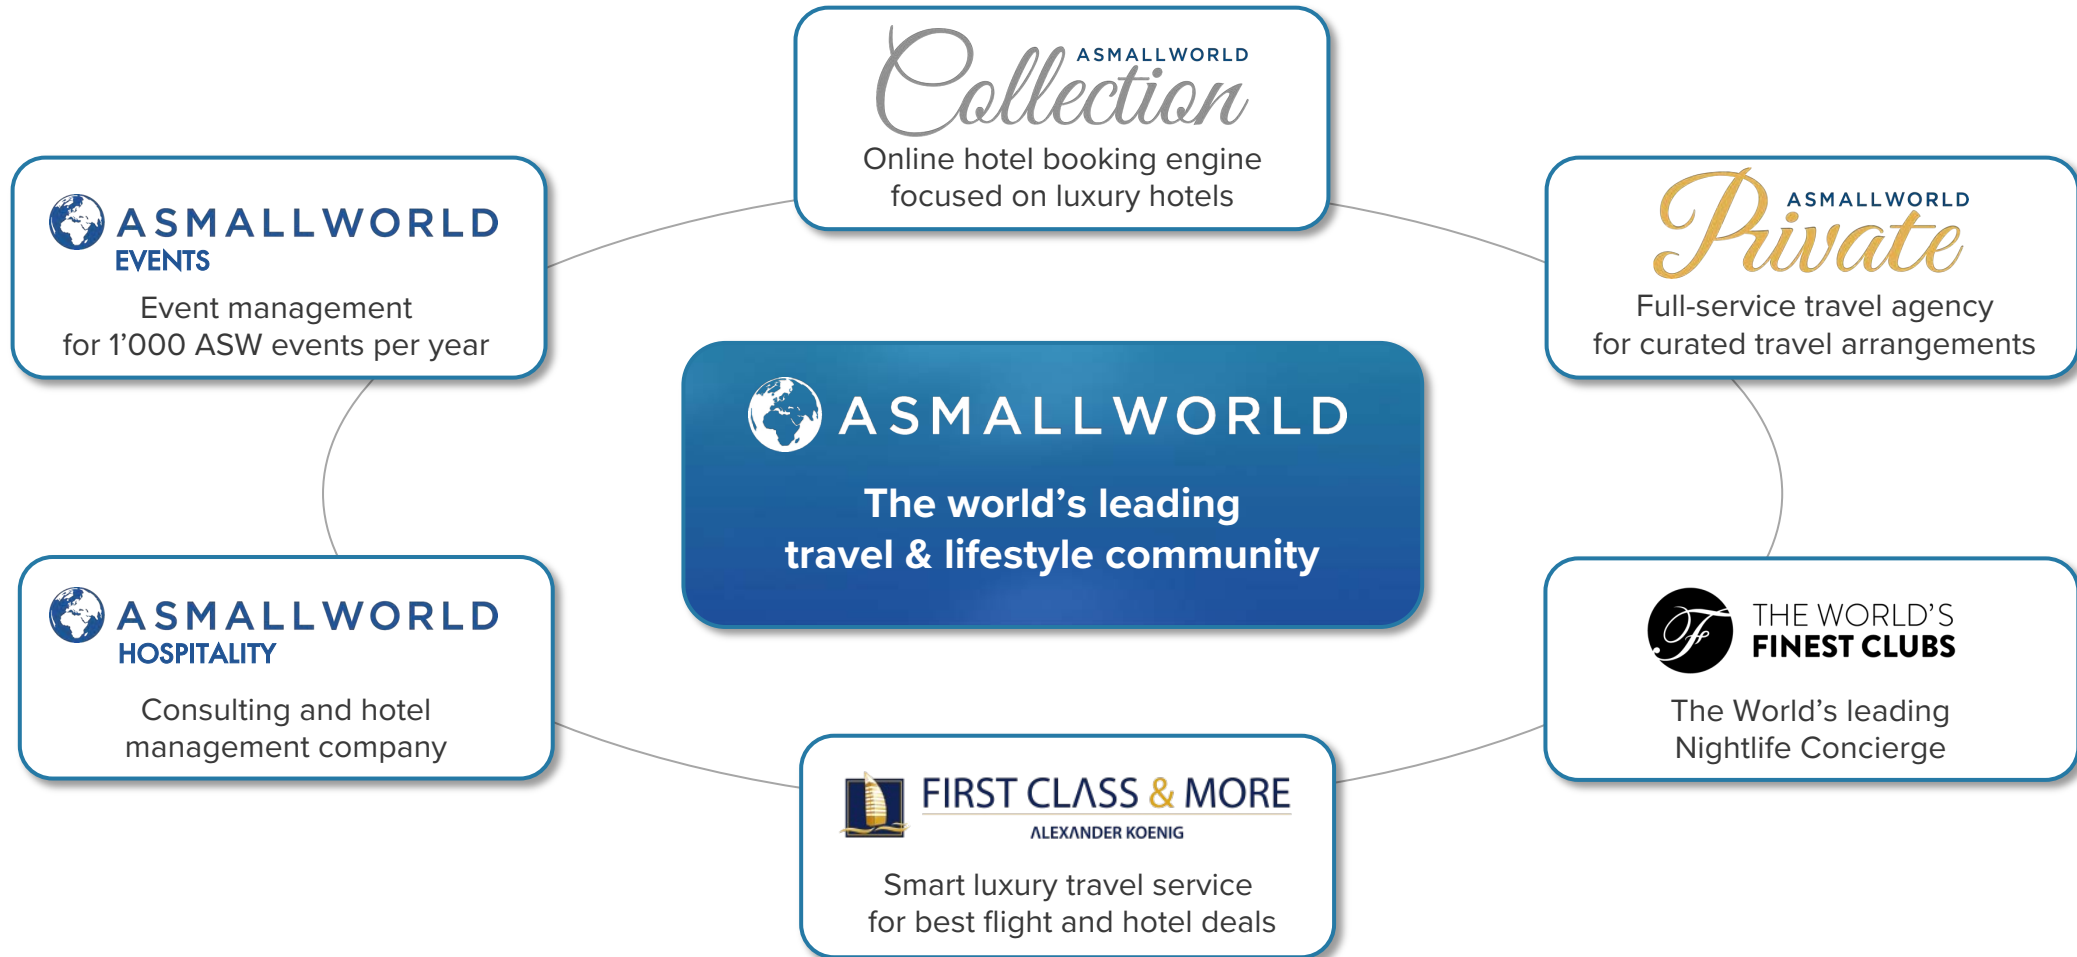 ASMALLWORLD
Collection
Online hotel booking engine
focused on luxury hotels
ASMALLWORLD
EVENTS
Event management
for 1’000 ASW events per year
ASMALLWORLD
Private
Full-service travel agency
for curated travel arrangements
ASMALLWORLD
The world’s leading
travel & lifestyle community
ASMALLWORLD
HOSPITALITY
Consulting and hotel
management company
F
THE WORLD’S
FINEST CLUBS
The World’s leading
Nightlife Concierge
FIRST CLASS & MORE
ALEXANDER KOENIG
Smart luxury travel service
for best flight and hotel deals